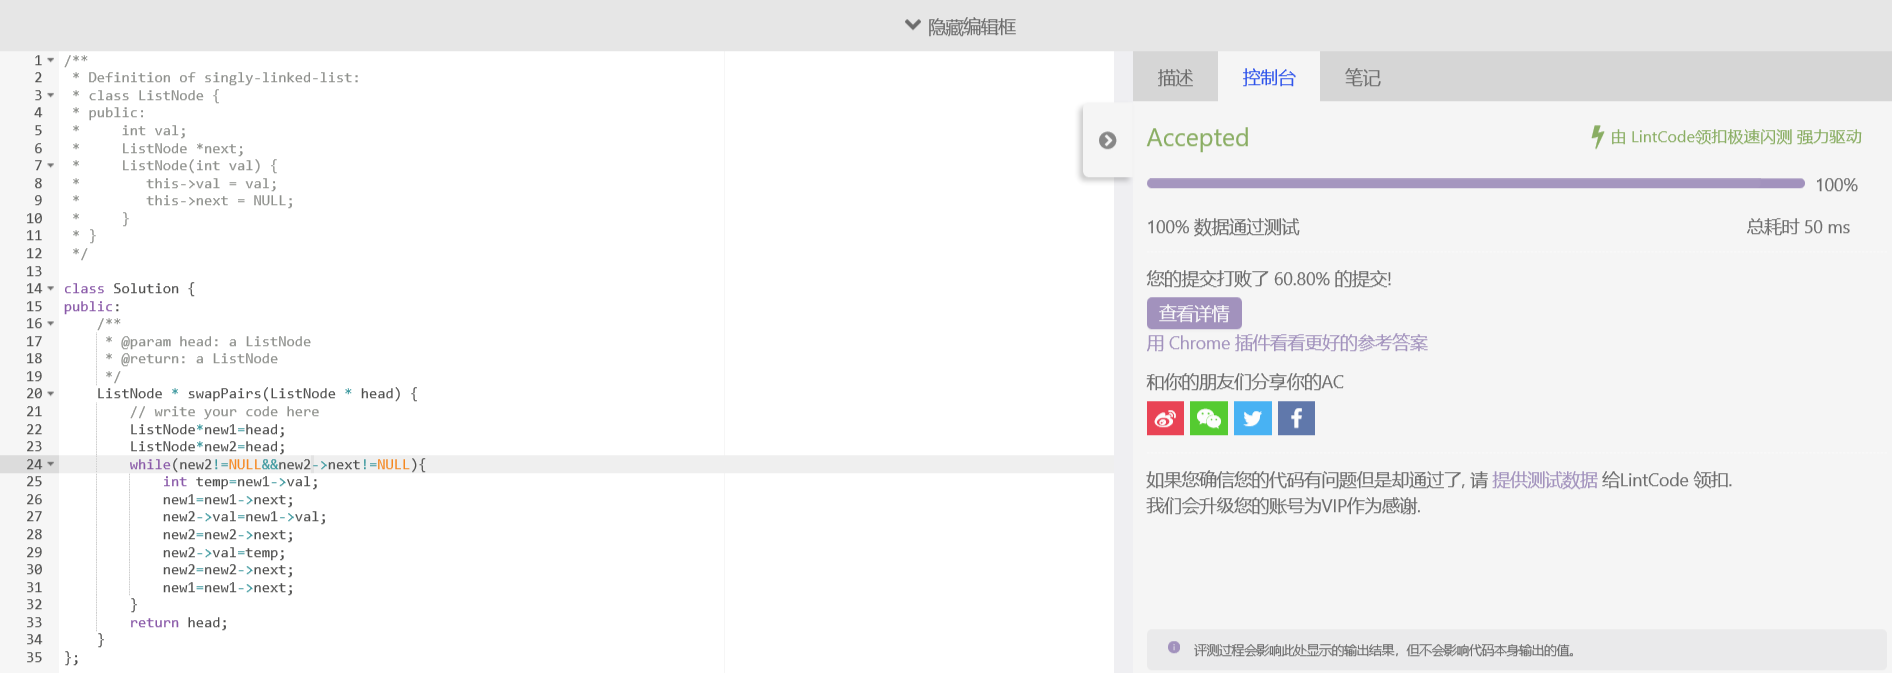 隐藏编辑框
1 /**
2 * Definition of singly-linked-list:
3 * class ListNode {
4 * public:
5 *     int val;
6 *     ListNode *next;
7 *     ListNode(int val) {
8 *        this->val = val;
9 *        this->next = NULL;
10 *     }
11 * }
12 */
13
14 class Solution {
15 public:
16     /**
17      * @param head: a ListNode
18      * @return: a ListNode
19      */
20     ListNode * swapPairs(ListNode * head) {
21         // write your code here
22         ListNode*new1=head;
23         ListNode*new2=head;
24         while(new2!=NULL&&new2->next!=NULL){
25             int temp=new1->val;
26             new1=new1->next;
27             new2->val=new1->val;
28             new2=new2->next;
29             new2->val=temp;
30             new2=new2->next;
31             new1=new1->next;
32         }
33         return head;
34     }
35 };
描述 控制台 笔记
Accepted 由 LintCode领扣极速闪测 强力驱动
100%
100% 数据通过测试 总耗时 50 ms
您的提交打败了 60.80% 的提交!
查看详情
用 Chrome 插件看看更好的参考答案
和你的朋友们分享你的AC
如果您确信您的代码有问题但是却通过了, 请 提供测试数据 给LintCode 领扣.
我们会升级您的账号为VIP作为感谢.
评测过程会影响此处显示的输出结果，但不会影响代码本身输出的值。